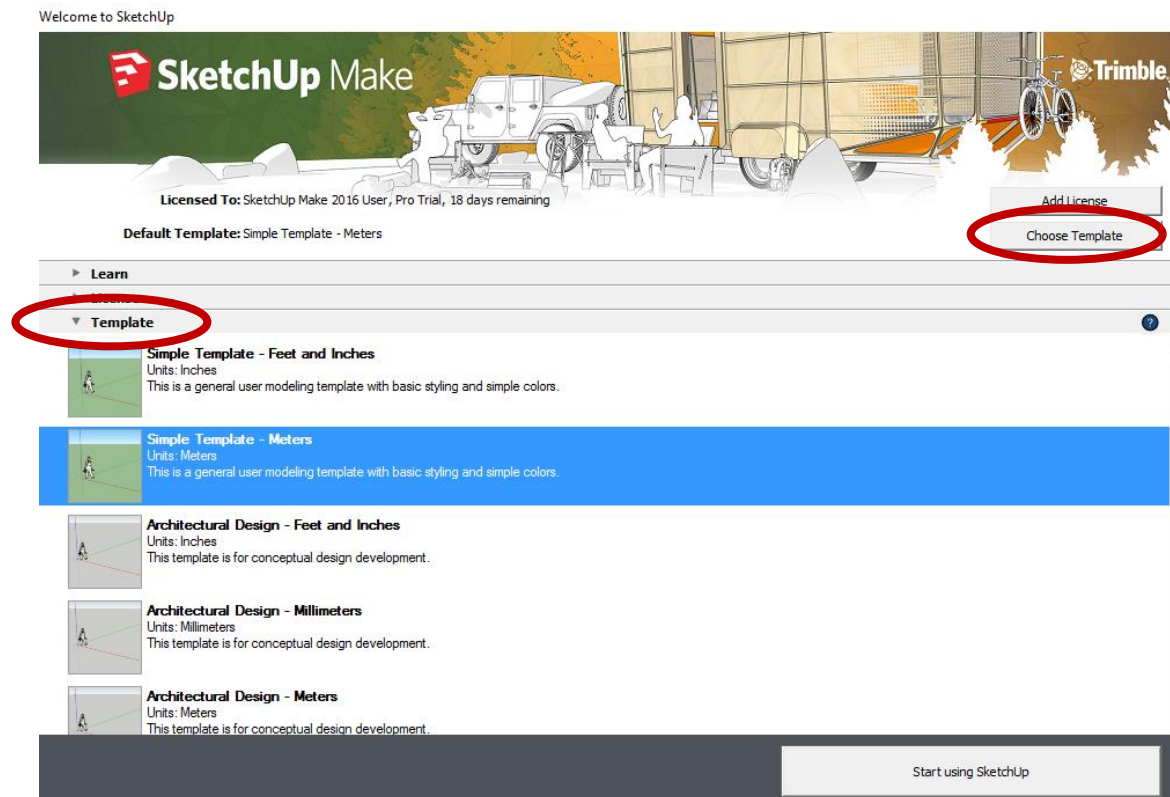 Welcome to SketchUp
SketchUp Make
Trimble
Licensed To: SketchUp Make 2016 User, Pro Trial, 18 days remaining
Add License
Default Template: Simple Template - Meters
Choose Template
Learn
Template
?
Simple Template - Feet and Inches
Units: Inches
This is a general user modeling template with basic styling and simple colors.
Simple Template - Meters
Units: Meters
This is a general user modeling template with basic styling and simple colors.
Architectural Design - Feet and Inches
Units: Inches
This template is for conceptual design development.
Architectural Design - Millimeters
Units: Millimeters
This template is for conceptual design development.
Architectural Design - Meters
Units: Meters
This template is for conceptual design development.
Start using SketchUp